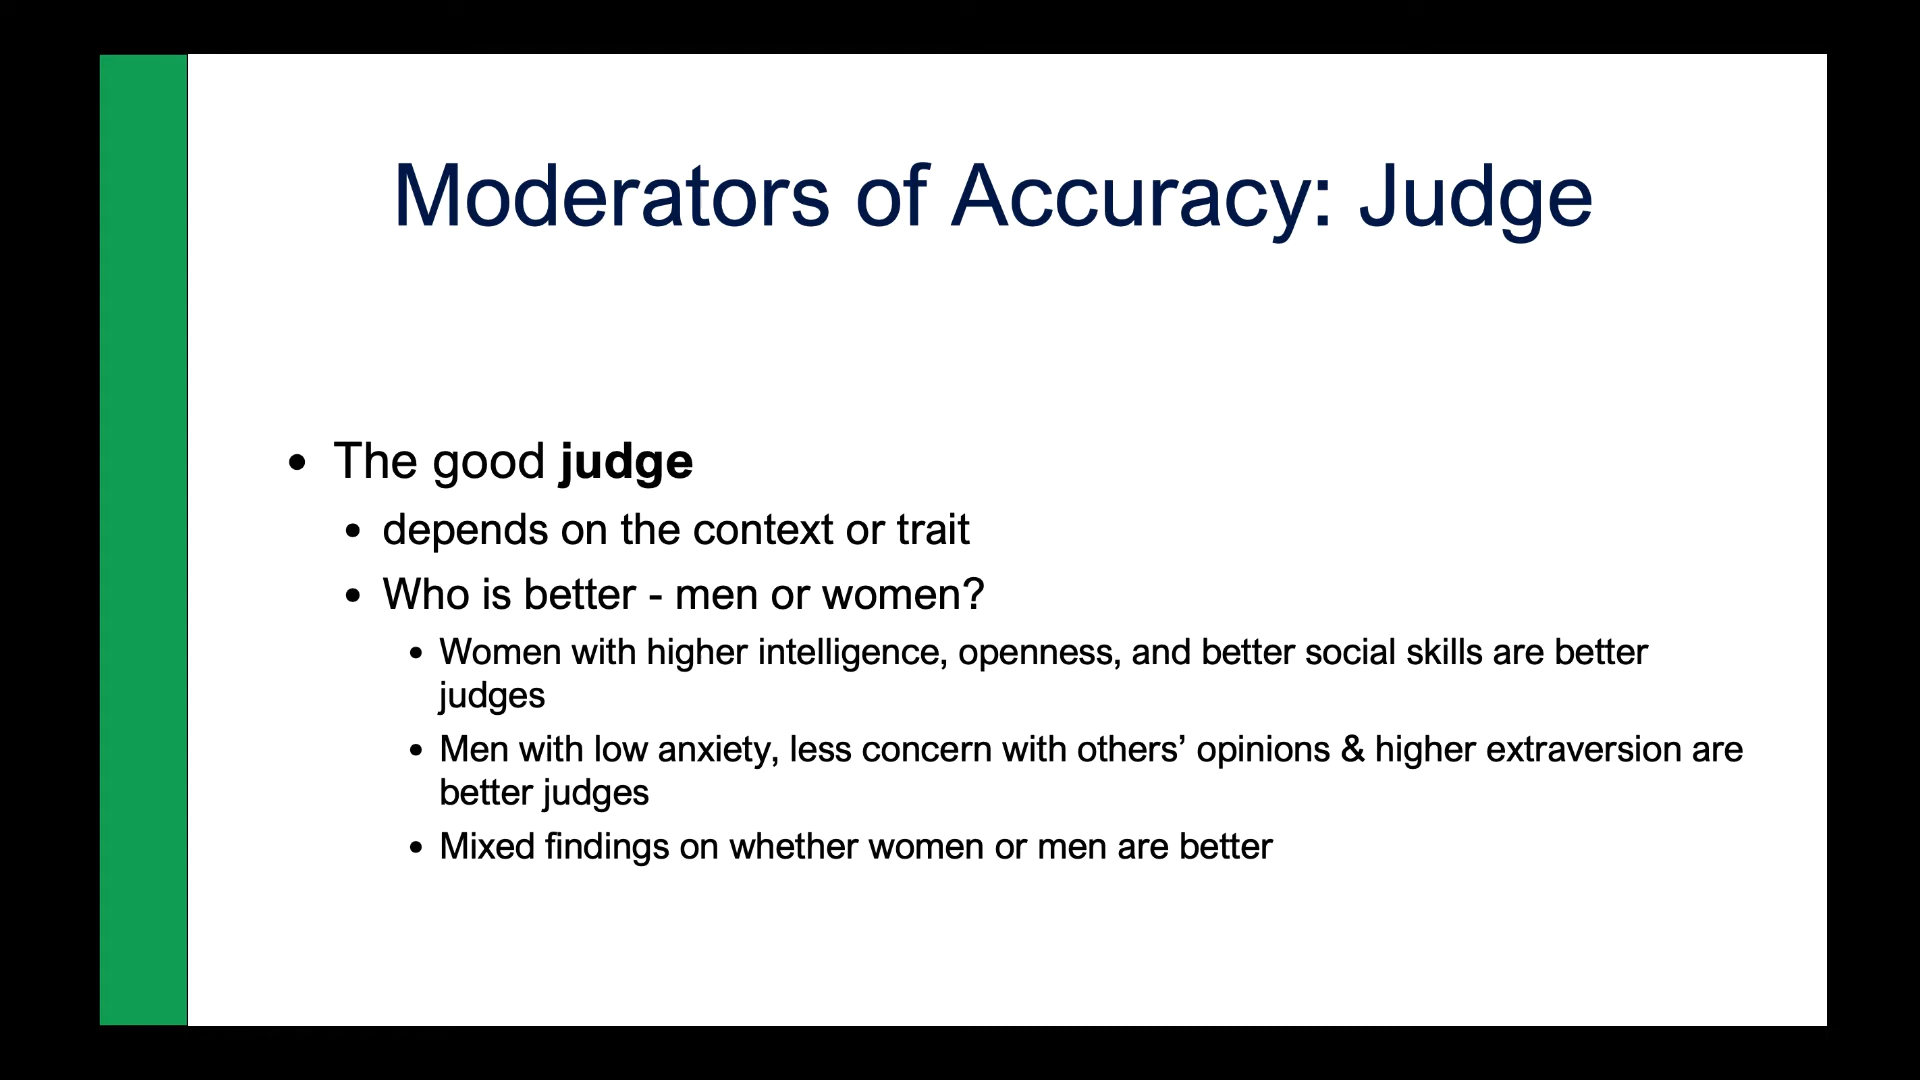 Moderators of Accuracy: Judge
• The good judge
• depends on the context or trait
• Who is better - men or women?
• Women with higher intelligence, openness, and better social skills are better
judges
• Men with low anxiety, less concern with others’ opinions & higher extraversion are
better judges
• Mixed findings on whether women or men are better